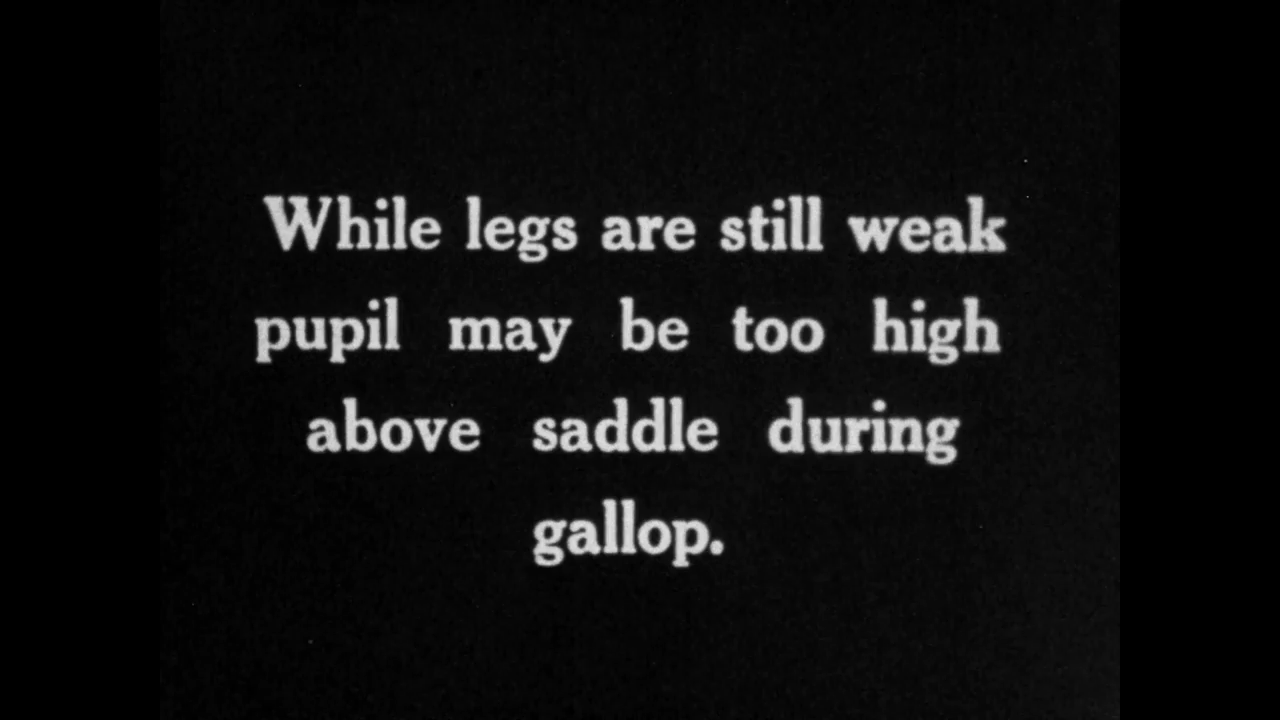 While legs are still weak
pupil may be too high
above saddle during
gallop.